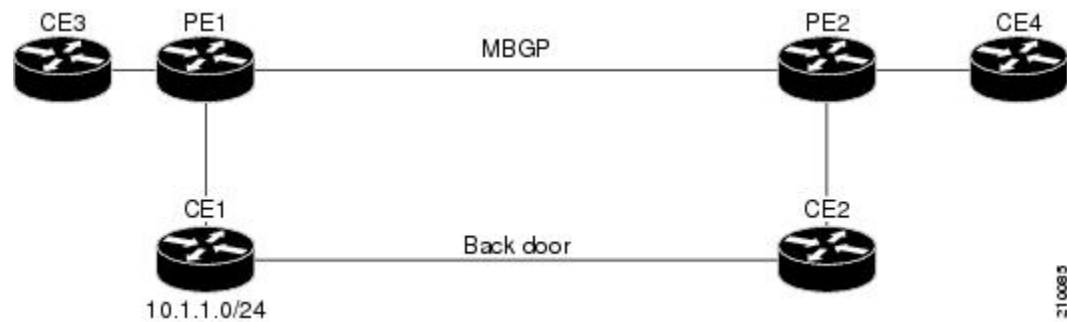 CE3
PE1
MBGP
PE2
CE4
CE1
Back door
CE2
10.1.1.0/24
210085